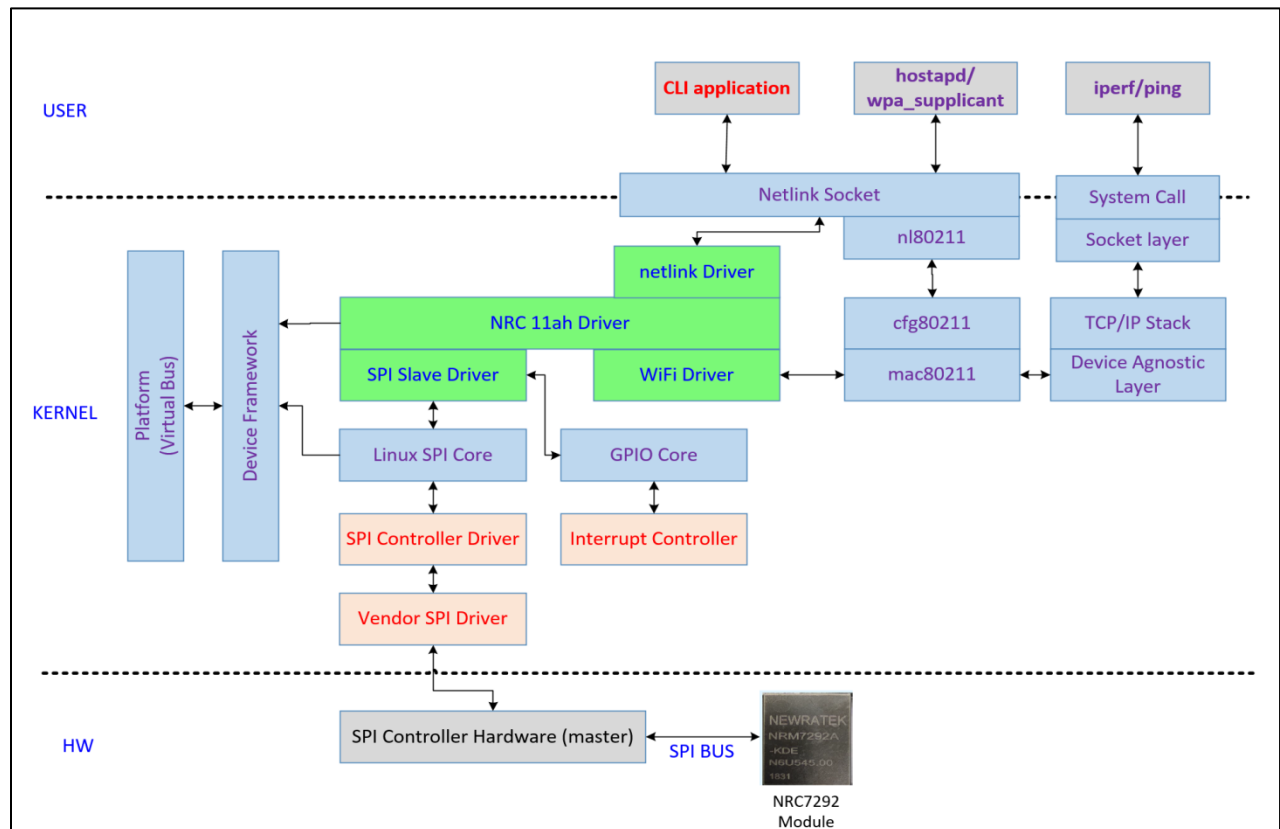 USER
CLI application
hostapd/
wpa_supplicant
iperf/ping
Netlink Socket
System Call
nl80211
Socket layer
netlink Driver
NRC 11ah Driver
cfg80211
TCP/IP Stack
SPI Slave Driver
WiFi Driver
mac80211
Device Agnostic
Layer
KERNEL
Platform
(Virtual Bus)
Device Framework
Linux SPI Core
GPIO Core
SPI Controller Driver
Interrupt Controller
Vendor SPI Driver
HW
SPI Controller Hardware (master)
SPI BUS
NEWRATEK
NRM7292A
-KDE
N6U545.00
1831
NRC7292
Module